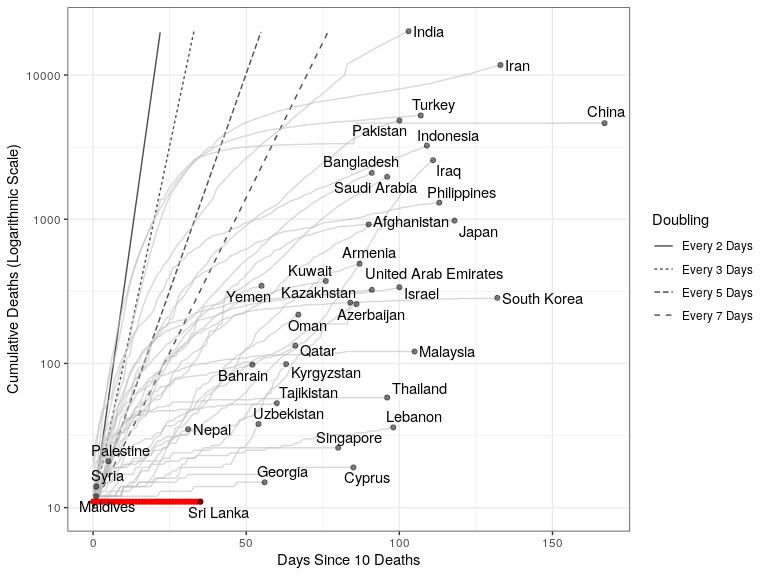 India
Iran
10000
China
Turkey
Pakistan
Indonesia
Bangladesh
Iraq
Saudi Arabia
Philippines
1000
Afghanistan
Japan
Doubling
Every 2 Days
Every 3 Days
Every 5 Days
Every 7 Days
Armenia
Kuwait
United Arab Emirates
Yemen
Kazakhstan
Israel
South Korea
Azerbaijan
Oman
Qatar
Malaysia
100
Bahrain
Kyrgyzstan
Tajikistan
Thailand
Uzbekistan
Lebanon
Nepal
Singapore
Palestine
Syria
Georgia
Cyprus
10
Maldives
Sri Lanka
0
50
100
150
Days Since 10 Deaths
Cumulative Deaths (Logarithmic Scale)